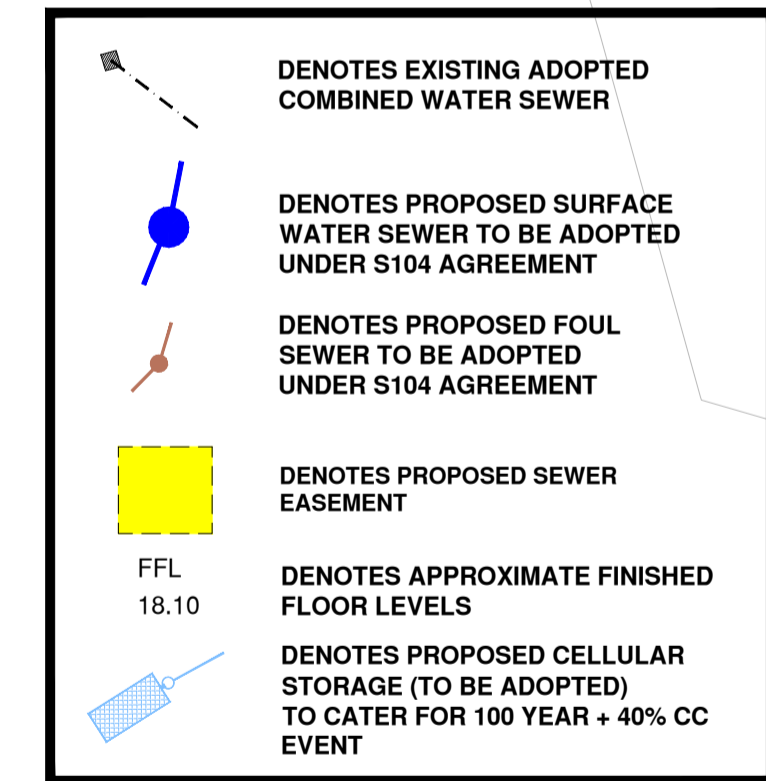 DENOTES EXISTING ADOPTED
COMBINED WATER SEWER
DENOTES PROPOSED SURFACE
WATER SEWER TO BE ADOPTED
UNDER S104 AGREEMENT
DENOTES PROPOSED FOUL
SEWER TO BE ADOPTED
UNDER S104 AGREEMENT
DENOTES PROPOSED SEWER
EASEMENT
FFL
18.10
DENOTES APPROXIMATE FINISHED
FLOOR LEVELS
DENOTES PROPOSED CELLULAR
STORAGE (TO BE ADOPTED)
TO CATER FOR 100 YEAR + 40% CC
EVENT